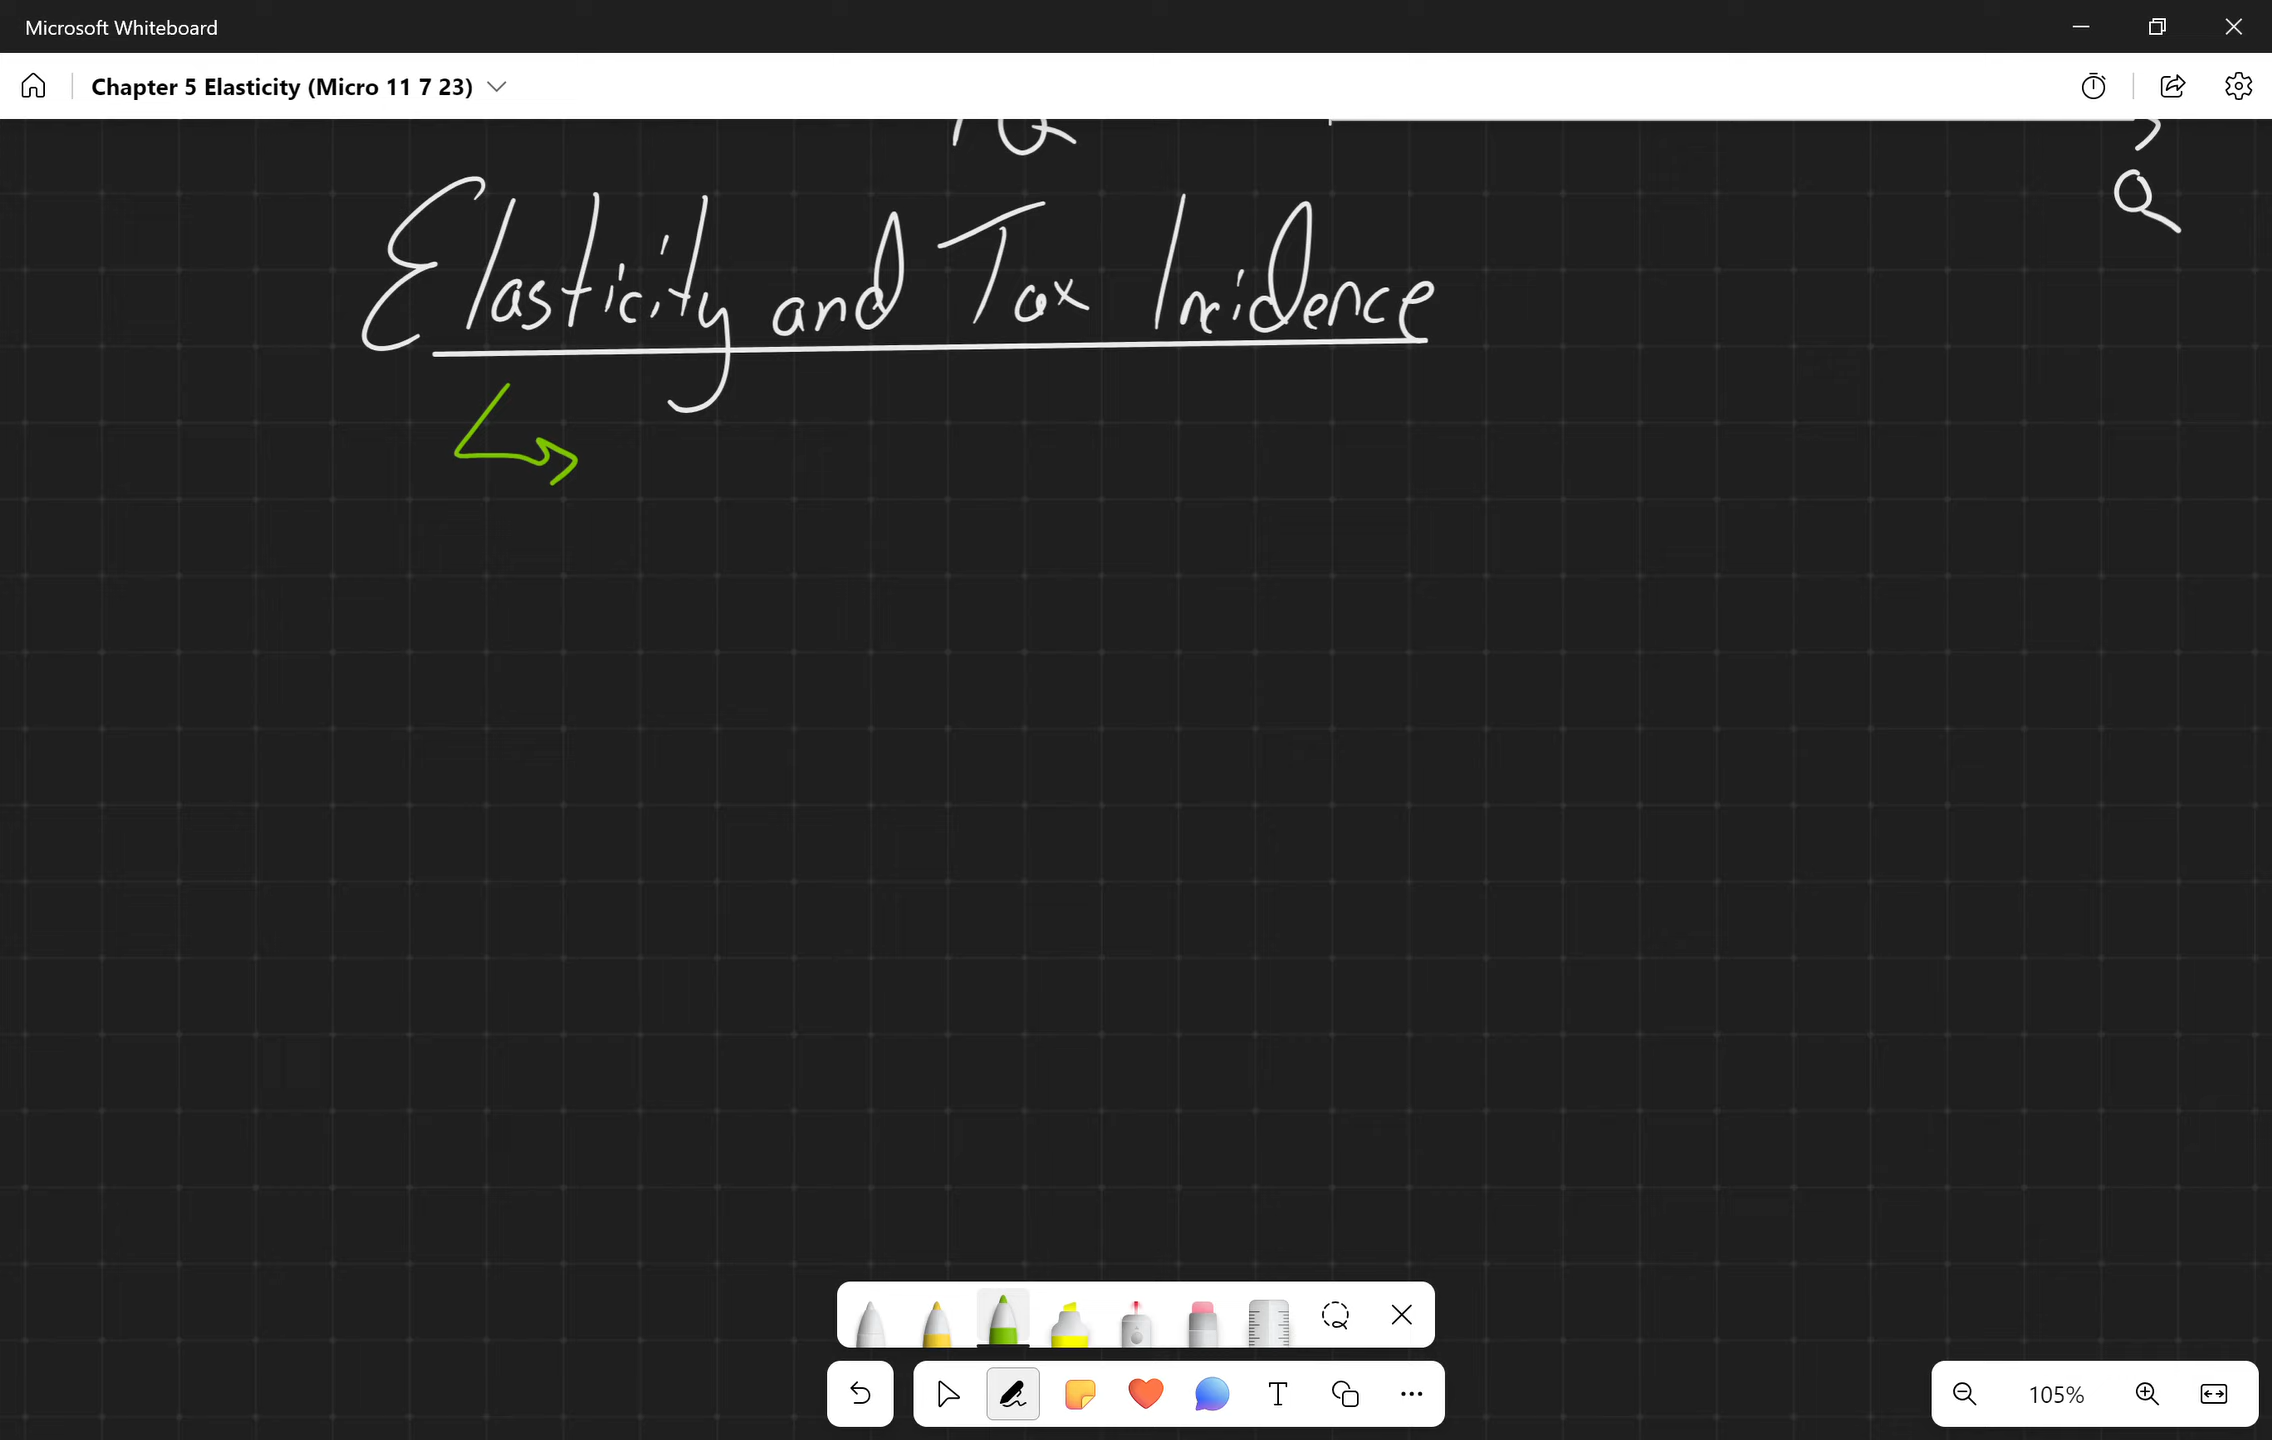 Microsoft Whiteboard
Chapter 5 Elasticity (Micro 11 7 23)
Q
Q
Elasticity and Tax Incidence
105%